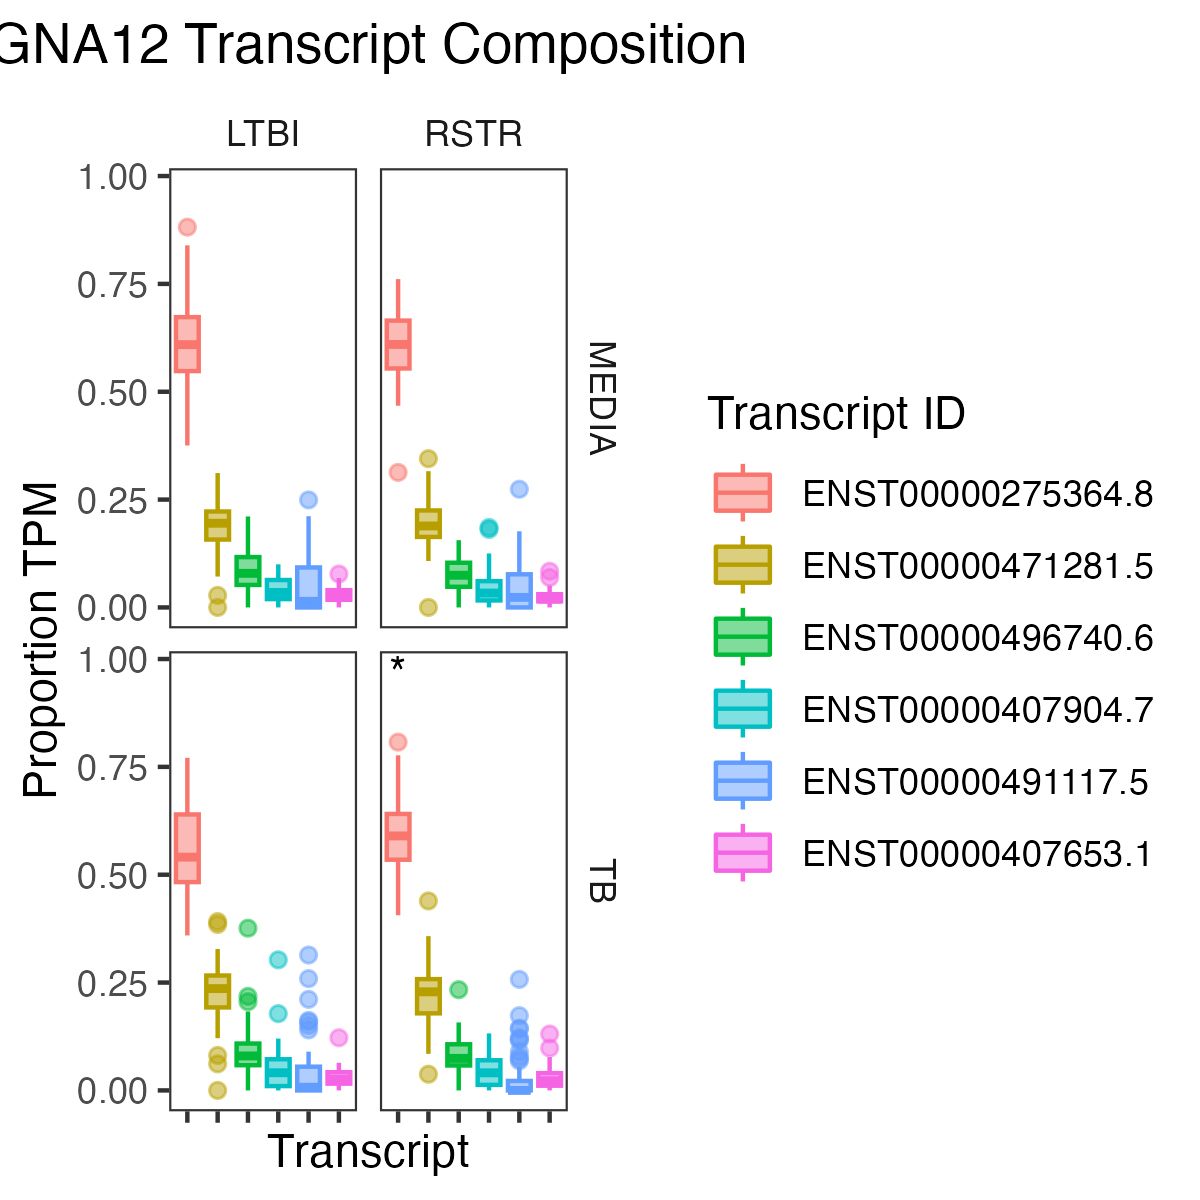 GNA12 Transcript Composition
LTBI
RSTR
1.00
0.75
0.50
0.25
0.00
MEDIA
1.00
0.75
0.50
0.25
0.00
*
TB
Proportion TPM
Transcript
Transcript ID
ENST00000275364.8
ENST00000471281.5
ENST00000496740.6
ENST00000407904.7
ENST00000491117.5
ENST00000407653.1